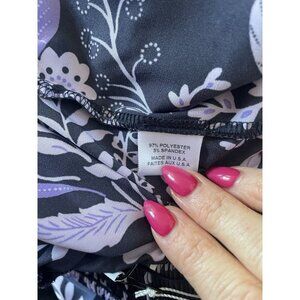 97% POLYESTER
3% SPANDEX
MADE IN U.S.A
FAITES AUX U.S.A